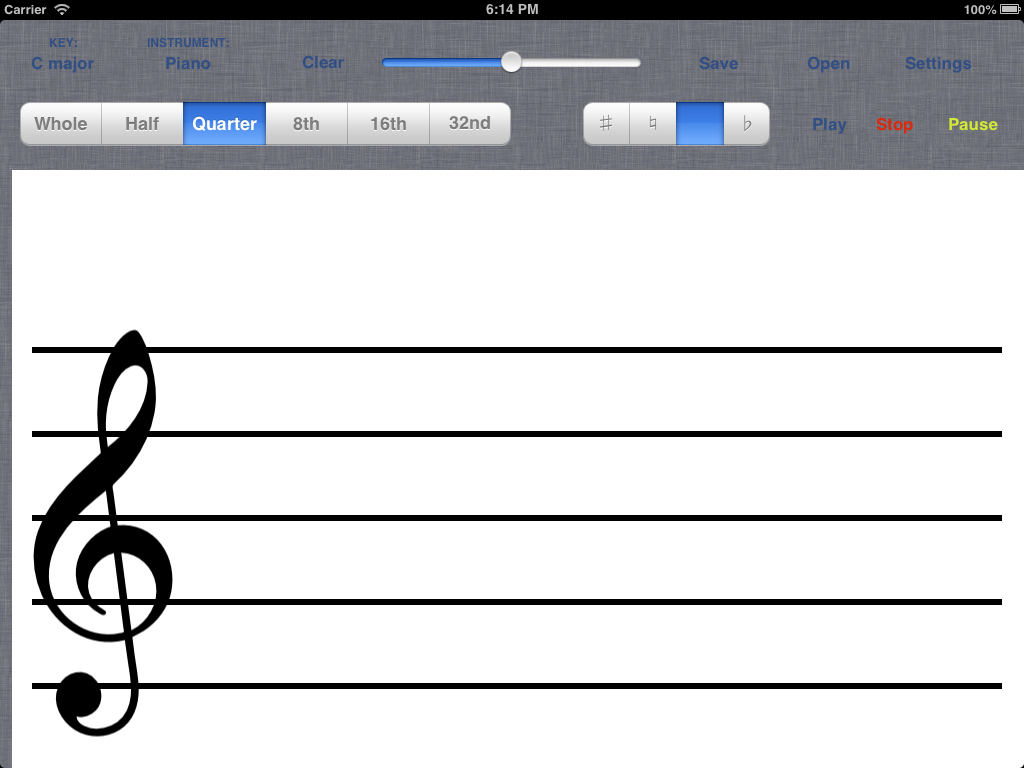 Carrier 6:14 PM 100%
KEY: INSTRUMENT:
C major Piano Clear Save Open Settings
Whole Half Quarter 8th 16th 32nd ♯ ♮ ♭ Play Stop Pause